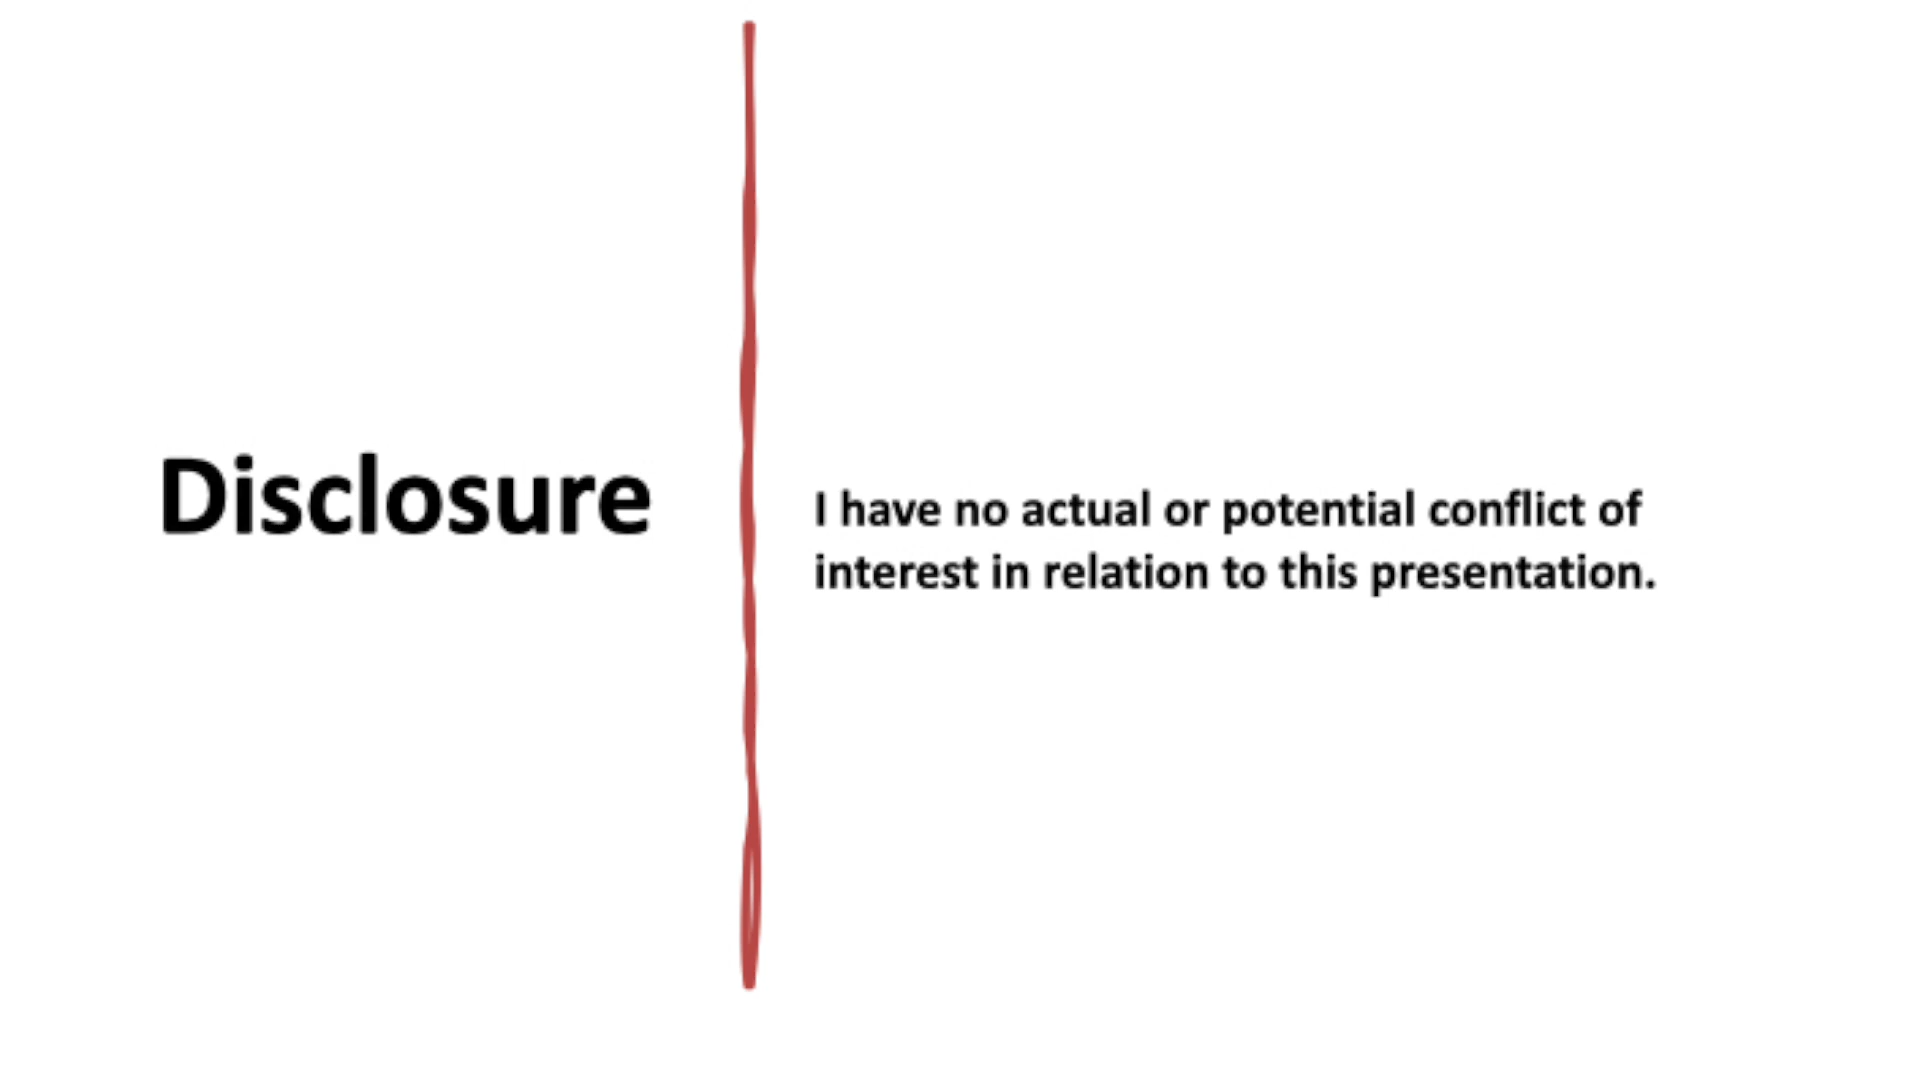 Disclosure
I have no actual or potential conflict of
interest in relation to this presentation.